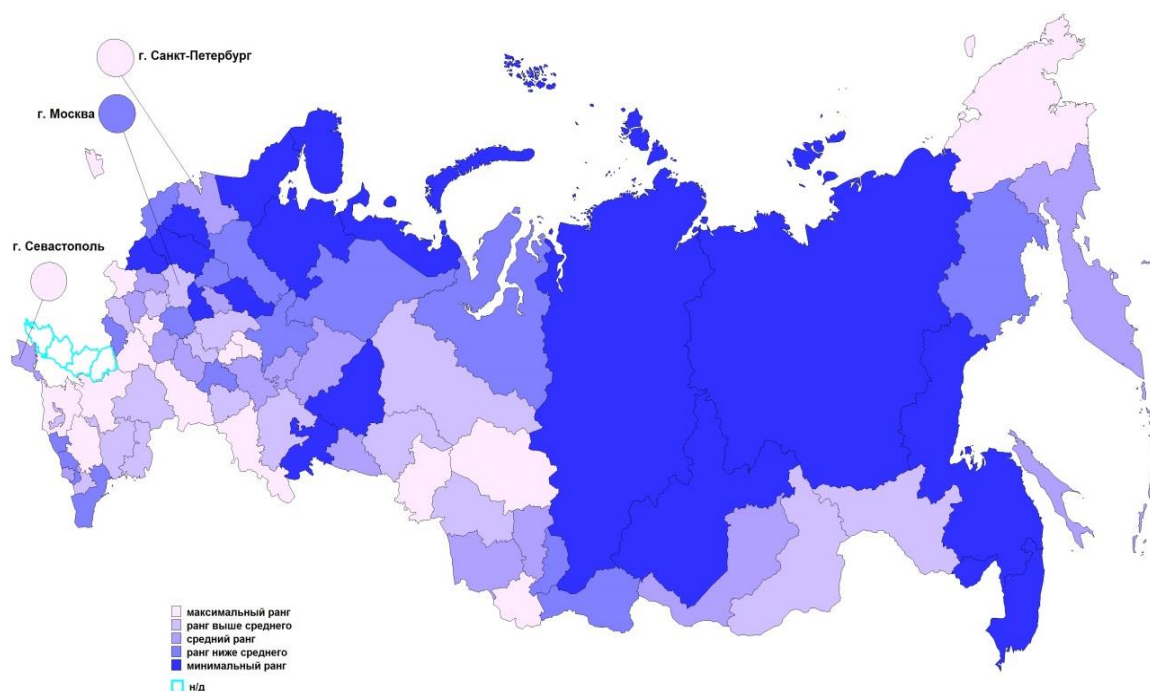 г. Санкт-Петербург
г. Москва
г. Севастополь
максимальный ранг
ранг выше среднего
средний ранг
ранг ниже среднего
минимальный ранг
н/д